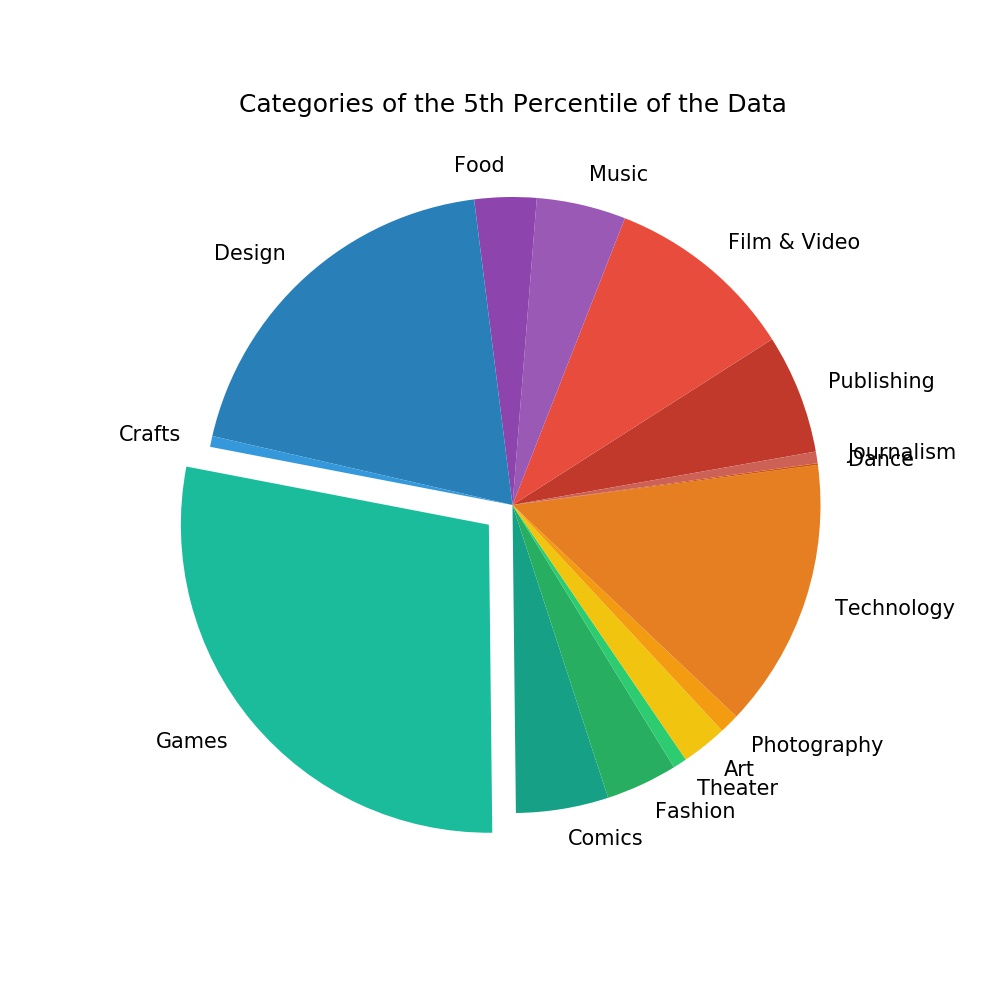 Categories of the 5th Percentile of the Data
Food
Music
Film & Video
Design
Publishing
Crafts
Journalism
Dance
Technology
Games
Photography
Art
Theater
Fashion
Comics